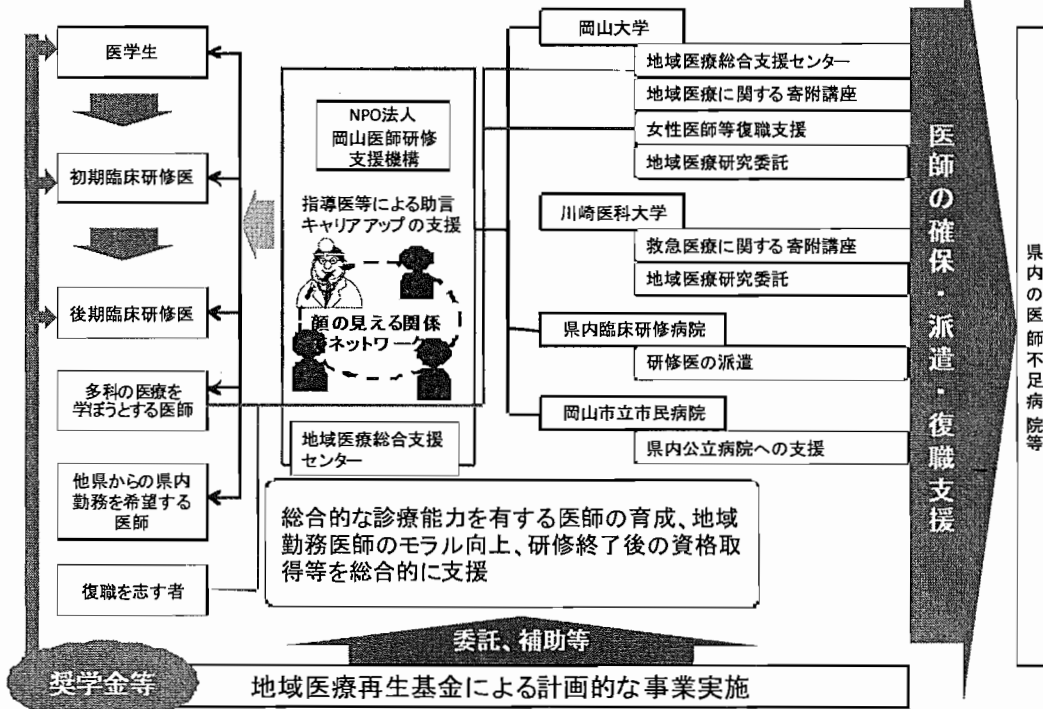 医学生
初期臨床研修医
後期臨床研修医
多科の医療を
学ぼうとする医師
他県からの県内
勤務を希望する
医師
復職を志す者
奨学金等
NPO法人
岡山医師研修
支援機構
指導医等による助言
キャリアアップの支援
顔の見える関係
ネットワーク
地域医療総合支援
センター
岡山大学
地域医療総合支援センター
地域医療に関する寄附講座
女性医師等復職支援
地域医療研究委託
川崎医科大学
救急医療に関する寄附講座
地域医療研究委託
県内臨床研修病院
研修医の派遣
岡山市立市民病院
県内公立病院への支援
総合的な診療能力を有する医師の育成、地域
勤務医師のモラル向上、研修終了後の資格取
得等を総合的に支援
委託、補助等
地域医療再生基金による計画的な事業実施
医師の確保・派遣・復職支援
県内の医師不足病院等